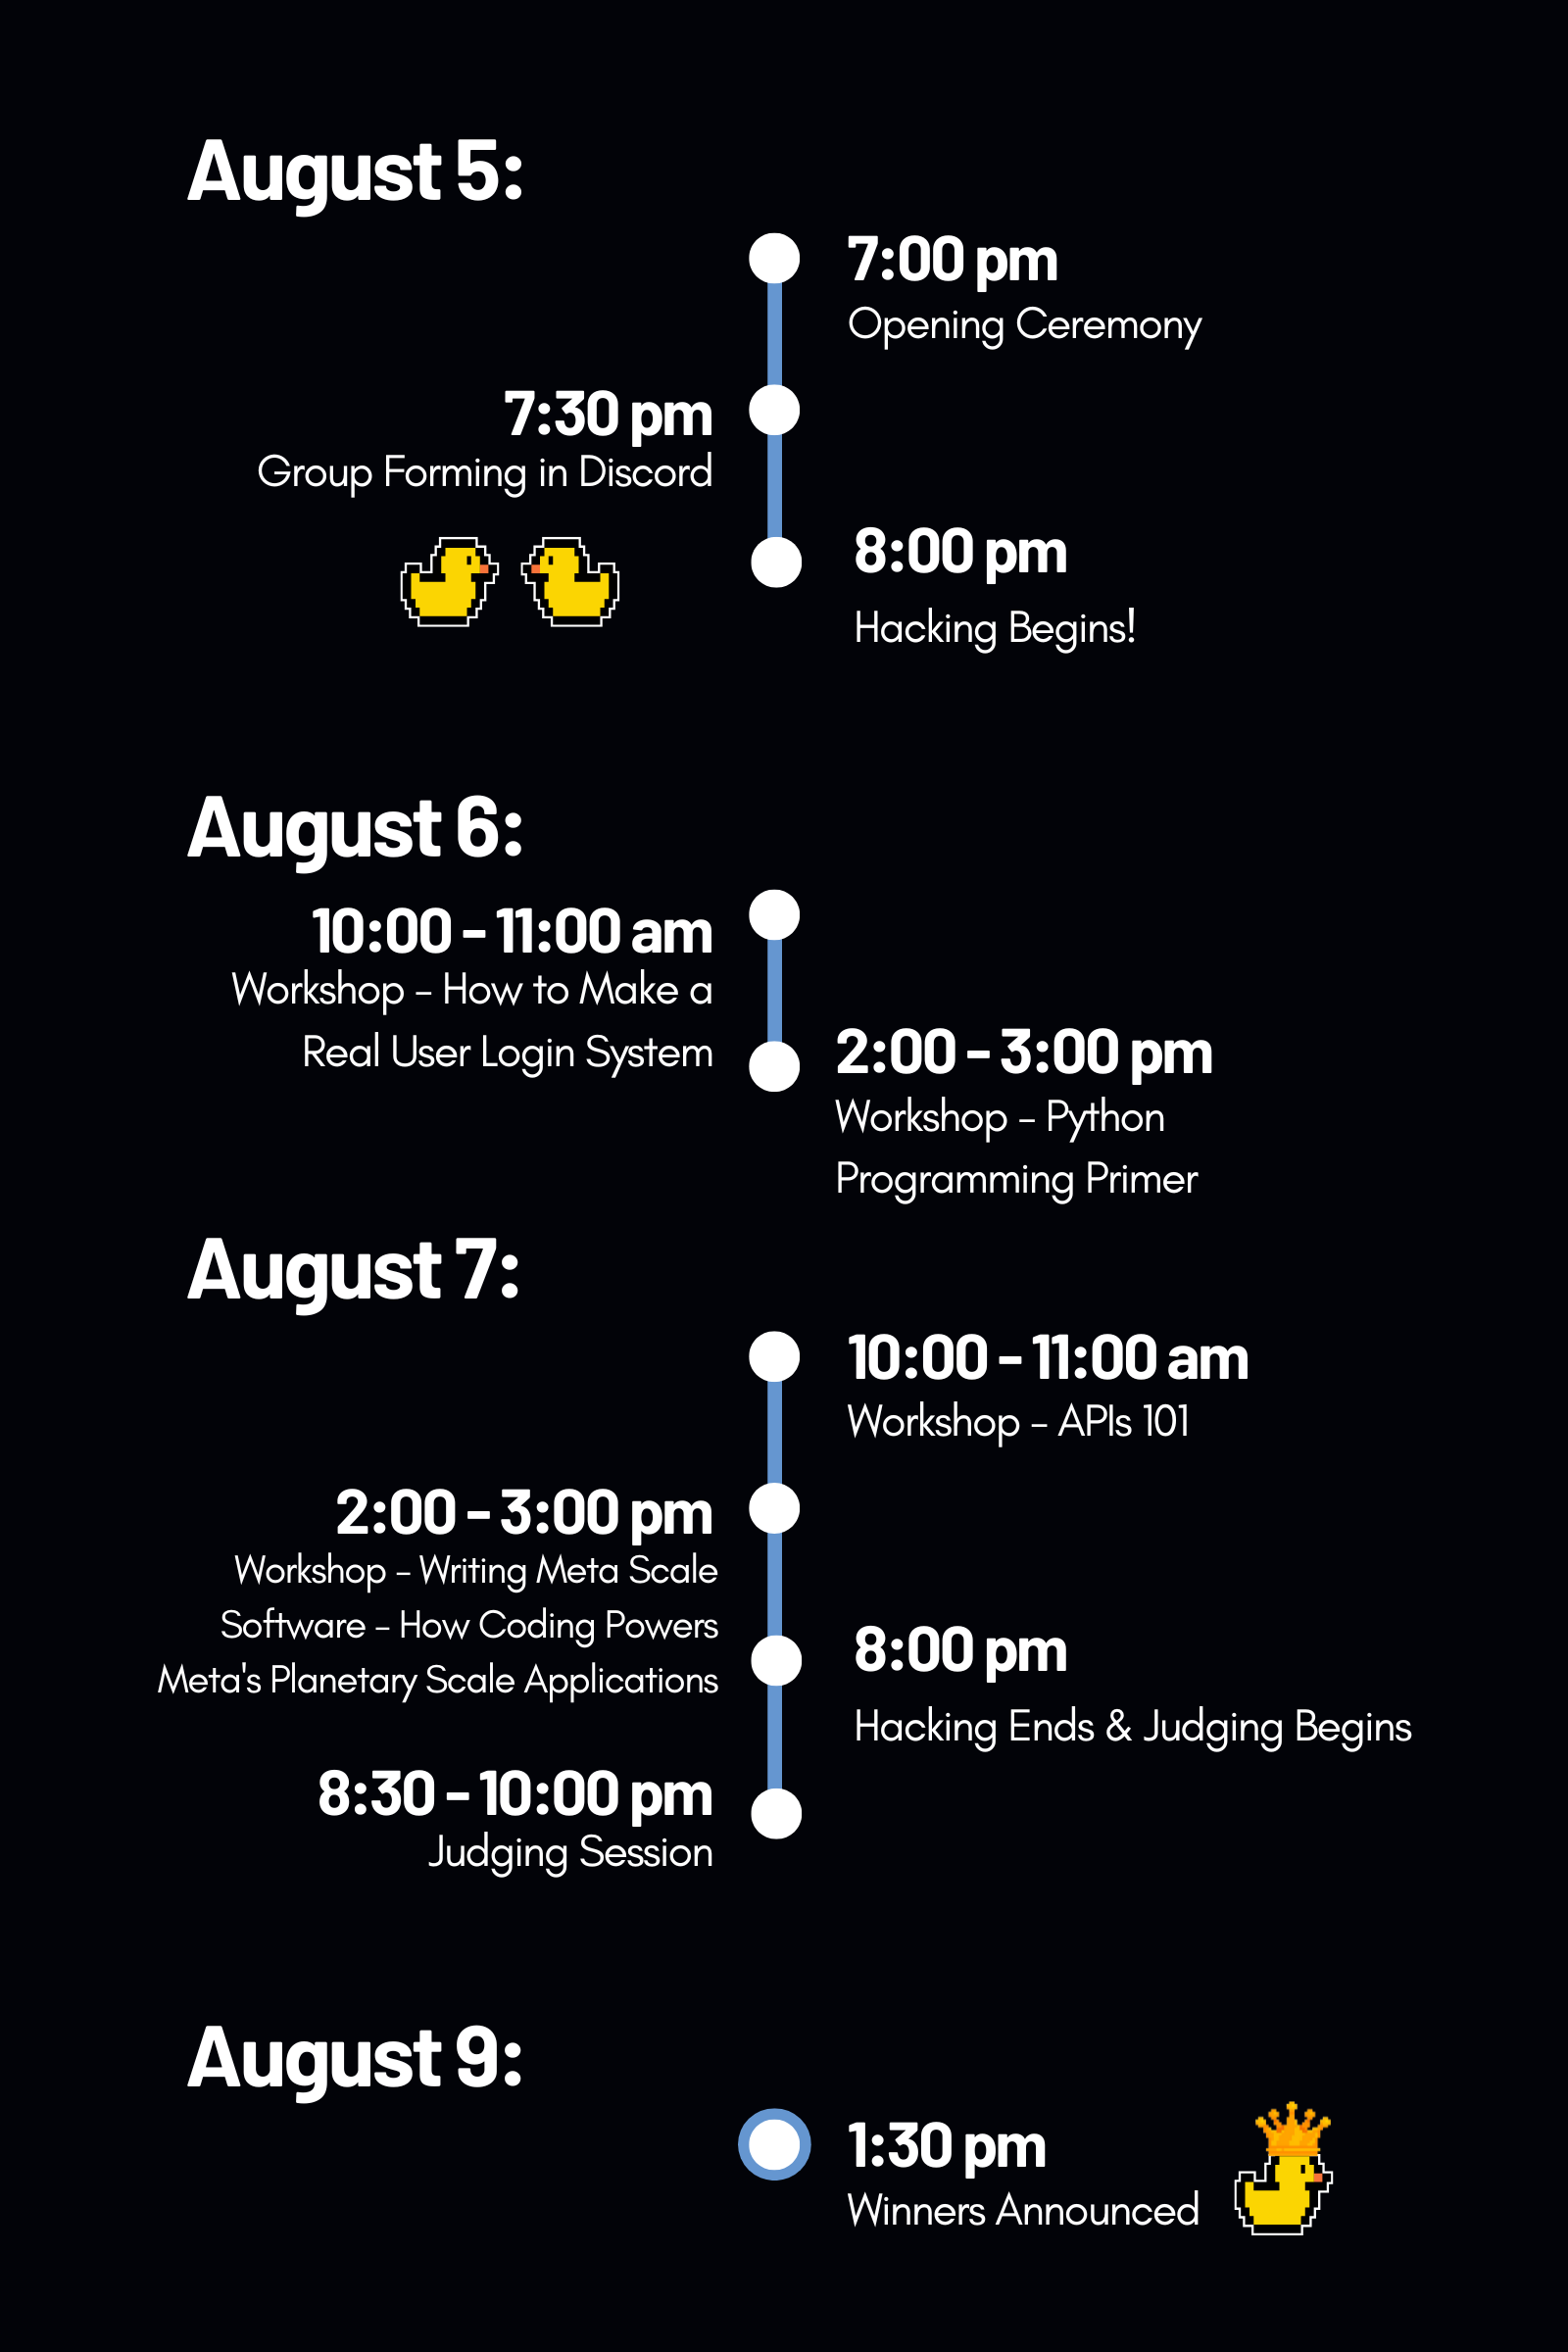 August 5:
7:00 pm
Opening Ceremony
7:30 pm
Group Forming in Discord
8:00 pm
Hacking Begins!
August 6:
10:00 - 11:00 am
Workshop - How to Make a
Real User Login System
2:00 - 3:00 pm
Workshop - Python
Programming Primer
August 7:
10:00 - 11:00 am
Workshop - APIs 101
2:00 - 3:00 pm
Workshop - Writing Meta Scale
Software - How Coding Powers
Meta's Planetary Scale Applications
8:00 pm
Hacking Ends & Judging Begins
8:30 - 10:00 pm
Judging Session
August 9:
1:30 pm
Winners Announced